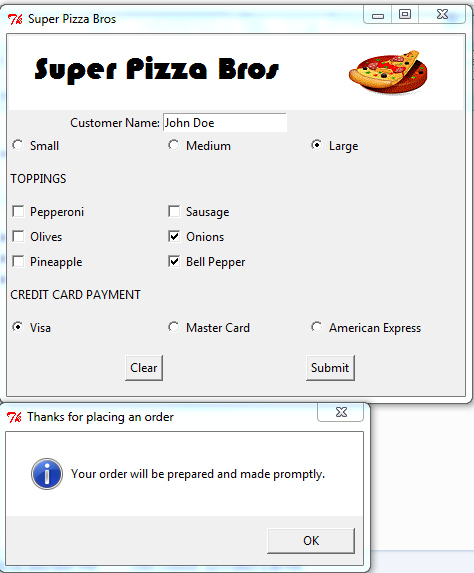 Super Pizza Bros
Super Pizza Bros
Customer Name: John Doe
Small Medium Large
TOPPINGS
Pepperoni Sausage
Olives Onions
Pineapple Bell Pepper
CREDIT CARD PAYMENT
Visa Master Card American Express
Clear Submit
Thanks for placing an order
Your order will be prepared and made promptly.
OK